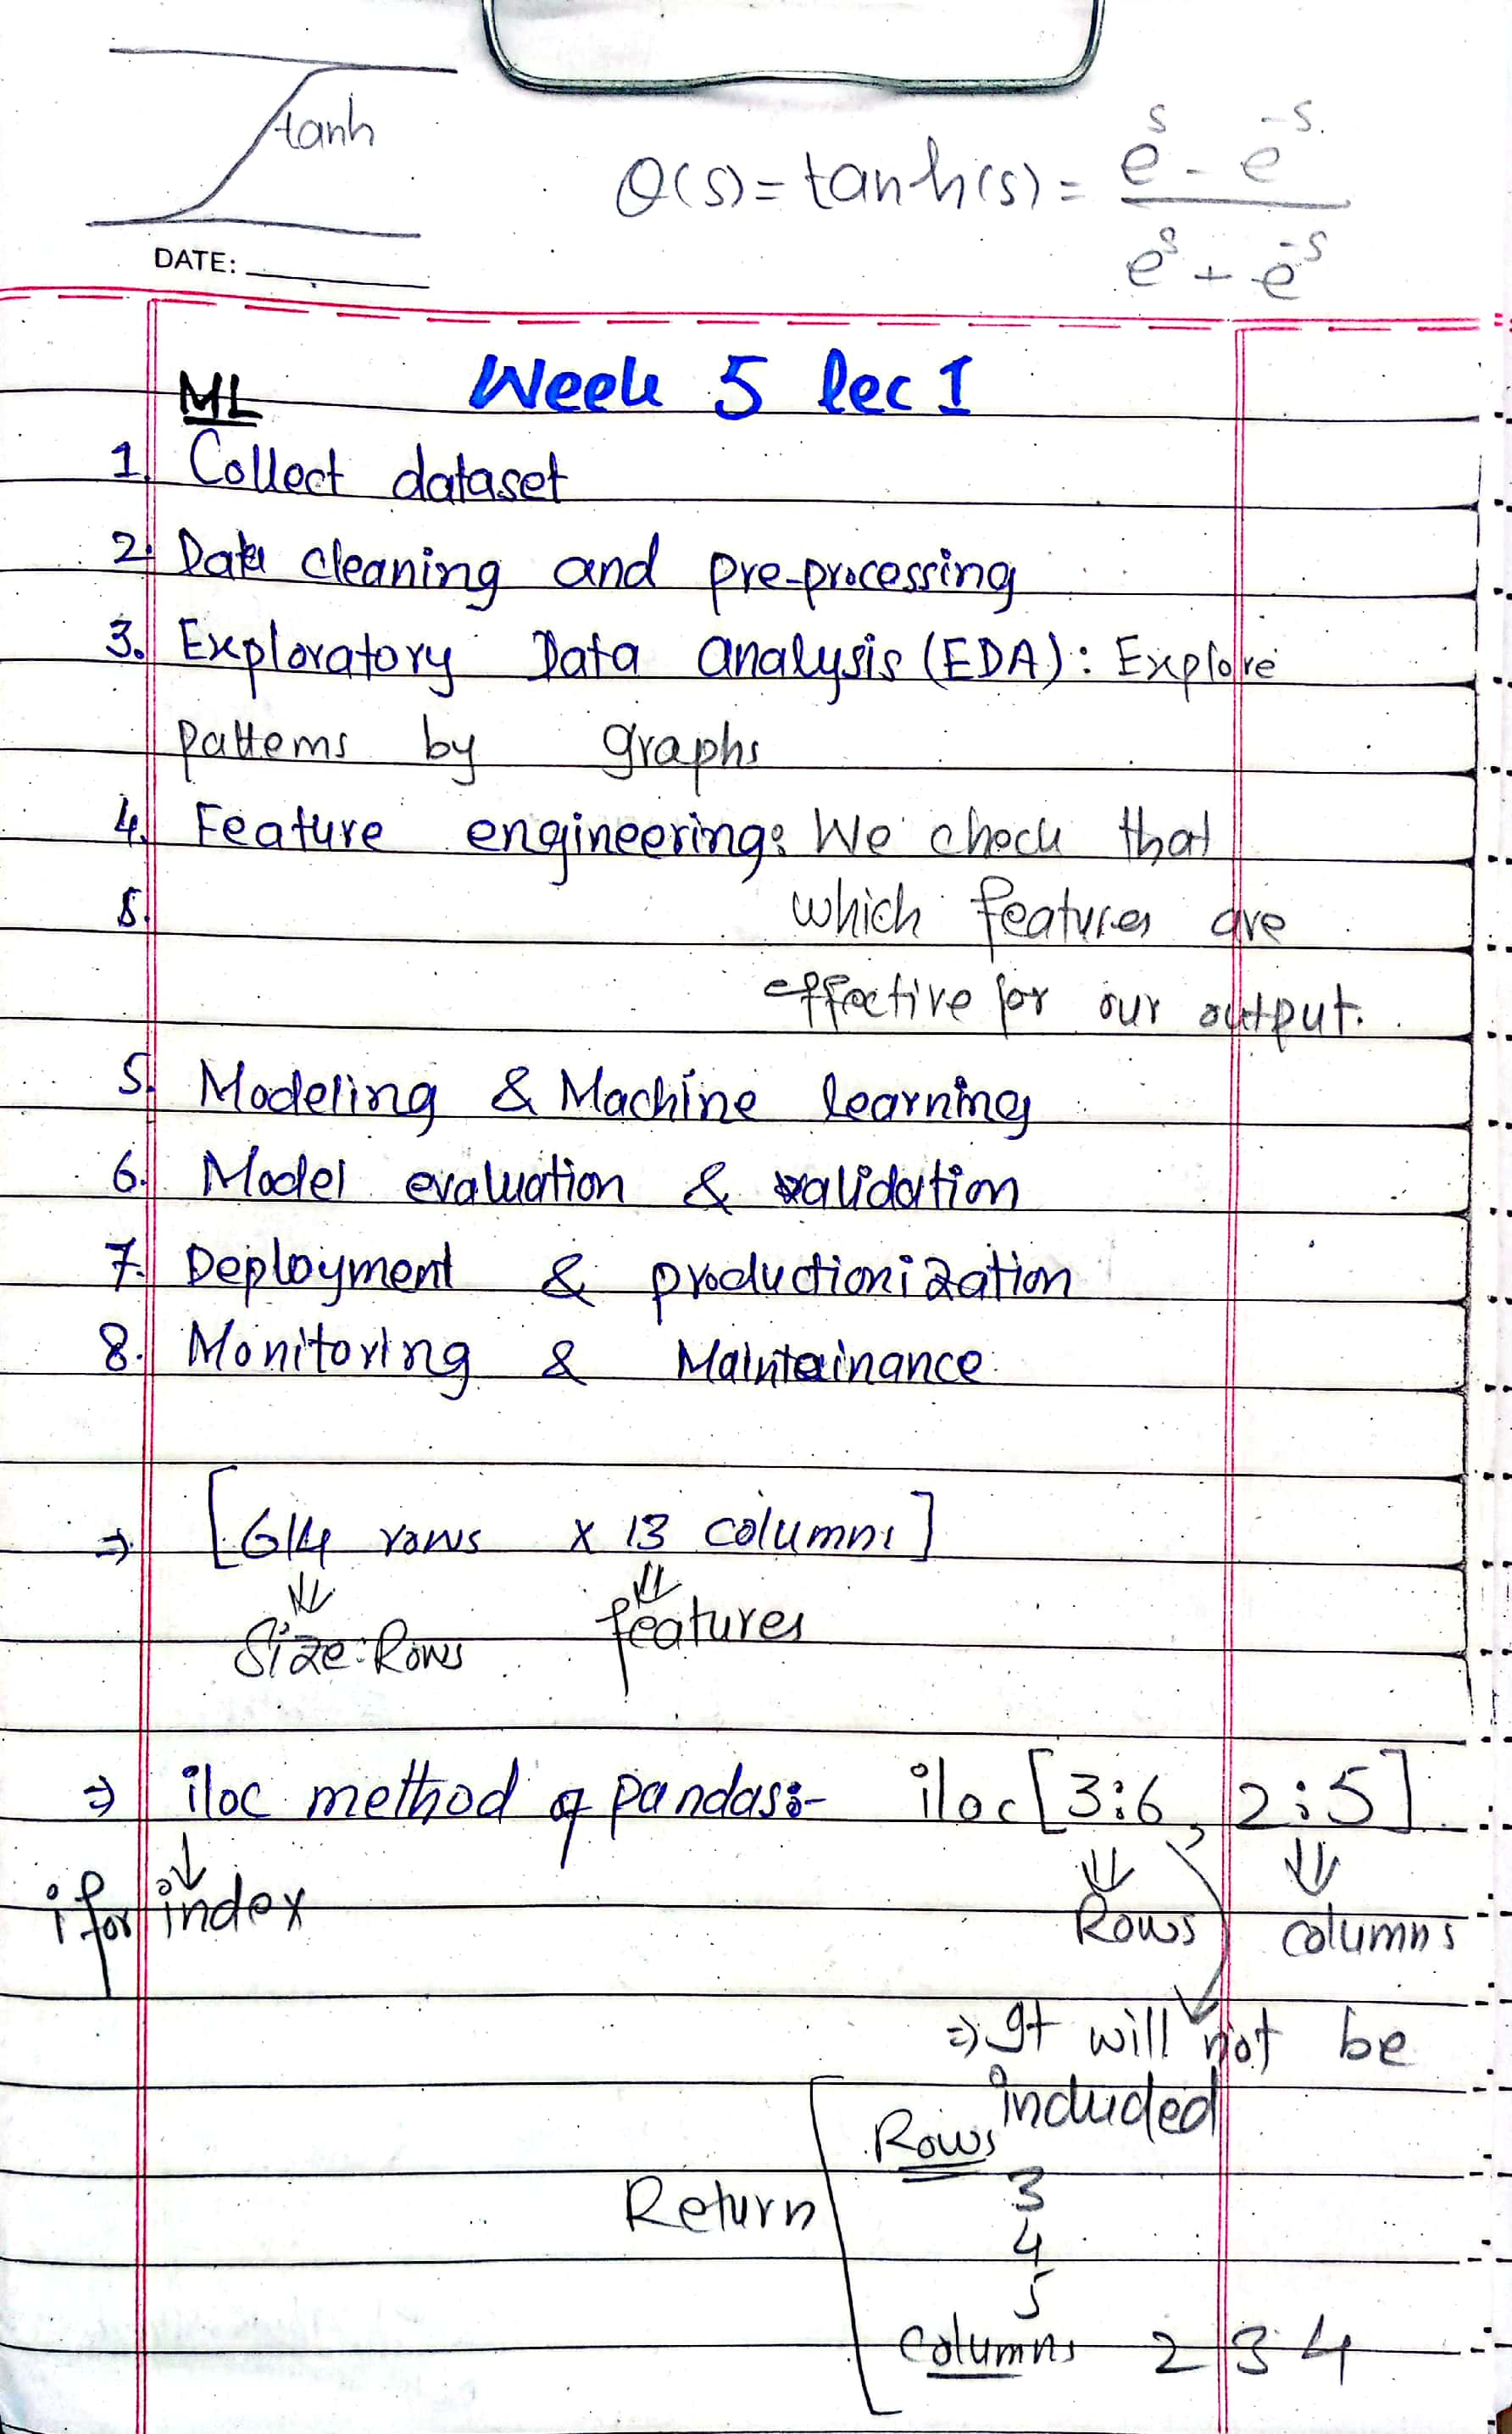 tanh
θ(s) = tanh(s) = e^s - e^-s / e^s + e^-s
DATE:
ML Week 5 lec 1
1. Collect dataset
2. Data cleaning and pre-processing
3. Exploratory Data analysis (EDA): Explore
patterns by graphs
4. Feature engineering: We check that
5. which features are
effective for our output.
5. Modeling & Machine learning
6. Model evaluation & validation
7. Deployment & productionization
8. Monitoring & Maintainance
⇒ [614 rows x 13 columns]
Size: Rows features
⇒ iloc method of pandas:- iloc[3:6, 2:5]
i for index Rows columns
⇒ It will not be
included
Rows
3
Return
4
5
Columns 2 3 4